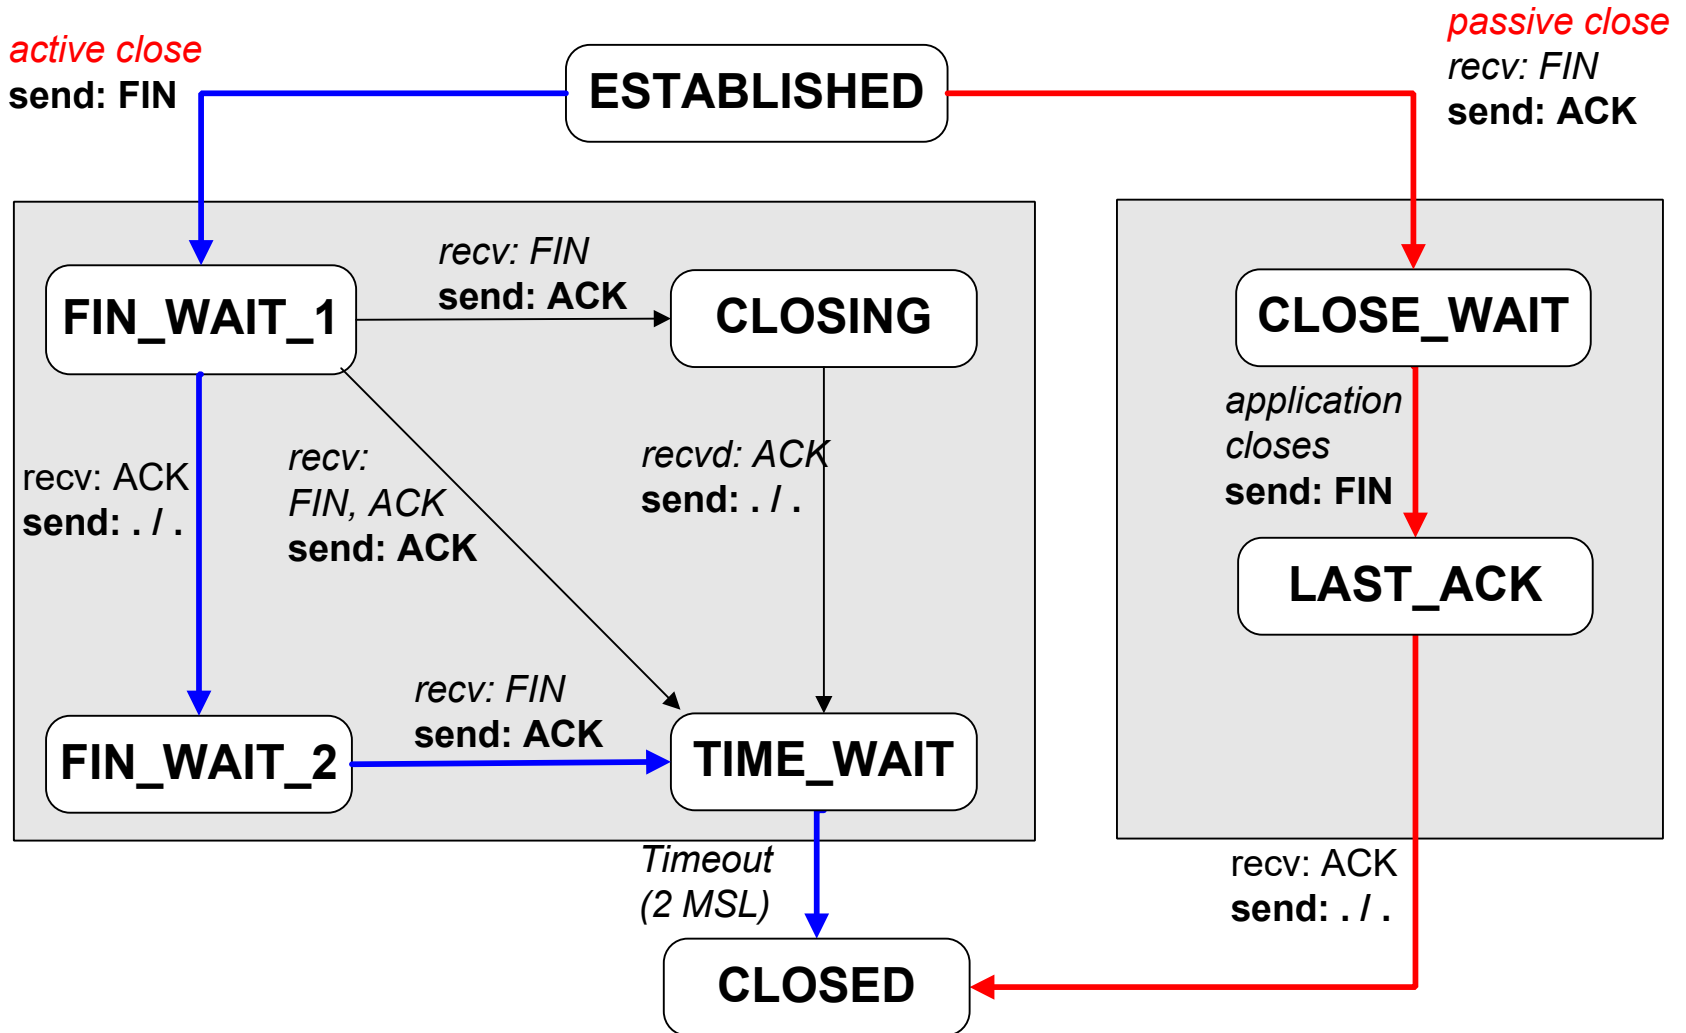 active close
send: FIN
ESTABLISHED
passive close
recv: FIN
send: ACK
FIN_WAIT_1
recv: FIN
send: ACK
CLOSING
CLOSE_WAIT
recv: ACK
send: . / .
recv:
FIN, ACK
send: ACK
recvd: ACK
send: . / .
application
closes
send: FIN
LAST_ACK
FIN_WAIT_2
recv: FIN
send: ACK
TIME_WAIT
Timeout
(2 MSL)
recv: ACK
send: . / .
CLOSED